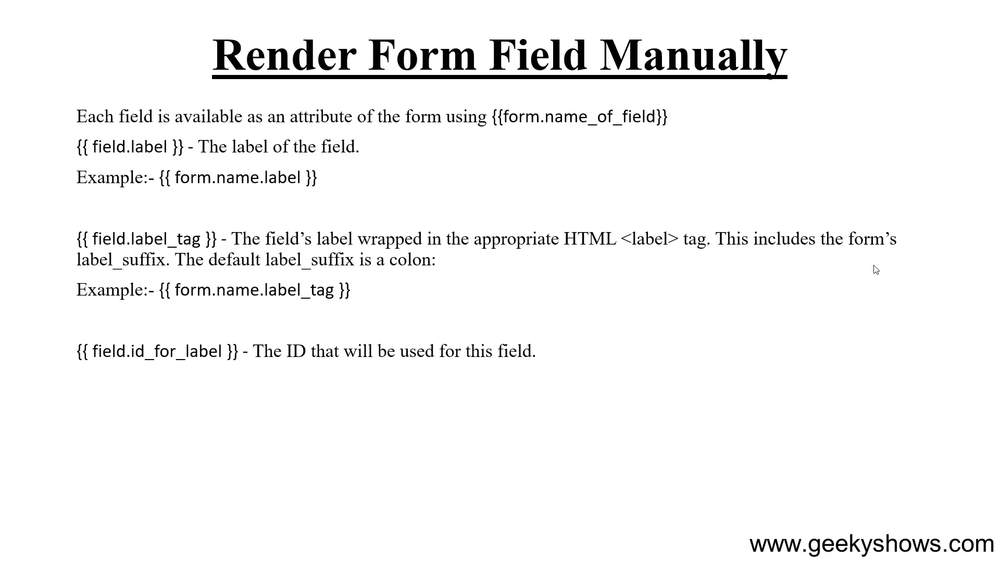 Render Form Field Manually
Each field is available as an attribute of the form using {{form.name_of_field}}
{{ field.label }} - The label of the field.
Example:- {{ form.name.label }}
{{ field.label_tag }} - The field’s label wrapped in the appropriate HTML <label> tag. This includes the form’s
label_suffix. The default label_suffix is a colon:
Example:- {{ form.name.label_tag }}
{{ field.id_for_label }} - The ID that will be used for this field.
www.geekyshows.com